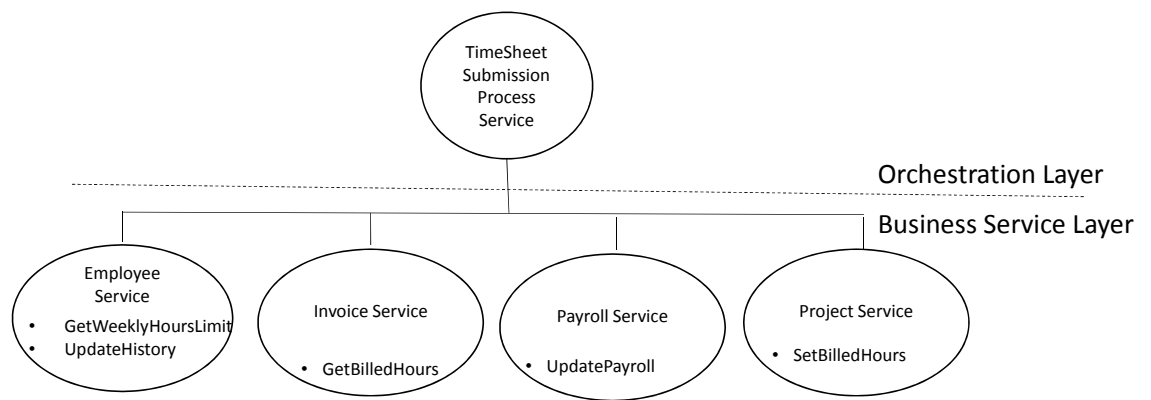 TimeSheet
Submission
Process
Service
Orchestration Layer
Business Service Layer
Employee
Service
• GetWeeklyHoursLimit
• UpdateHistory
Invoice Service
• GetBilledHours
Payroll Service
• UpdatePayroll
Project Service
• SetBilledHours